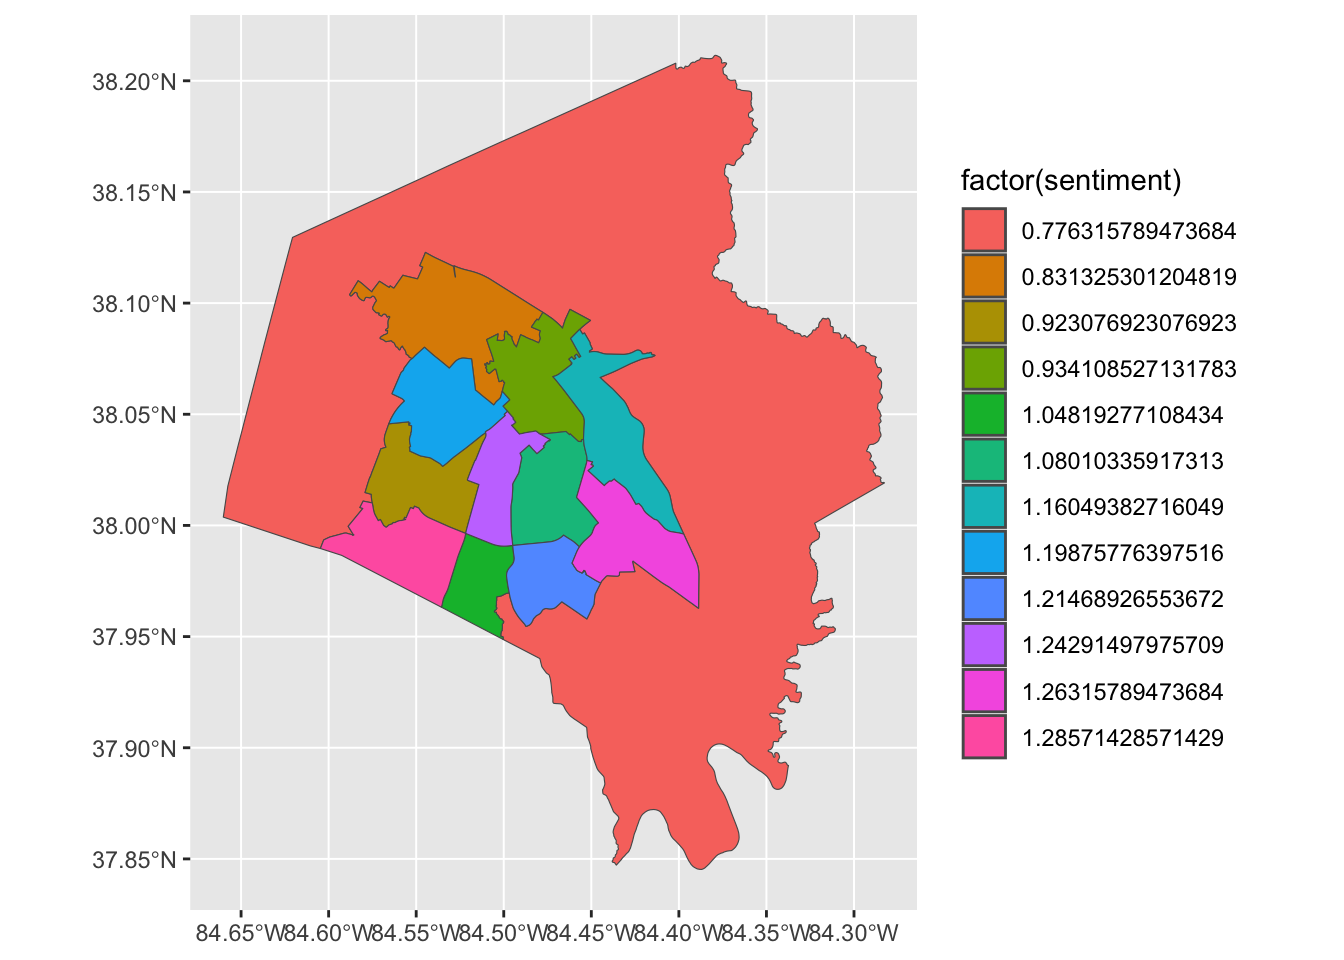 38.20°N
38.15°N
38.10°N
38.05°N
38.00°N
37.95°N
37.90°N
37.85°N
84.65°W 84.60°W 84.55°W 84.50°W 84.45°W 84.40°W 84.35°W 84.30°W
factor(sentiment)
0.776315789473684
0.831325301204819
0.923076923076923
0.934108527131783
1.04819277108434
1.08010335917313
1.16049382716049
1.19875776397516
1.21468926553672
1.24291497975709
1.26315789473684
1.28571428571429